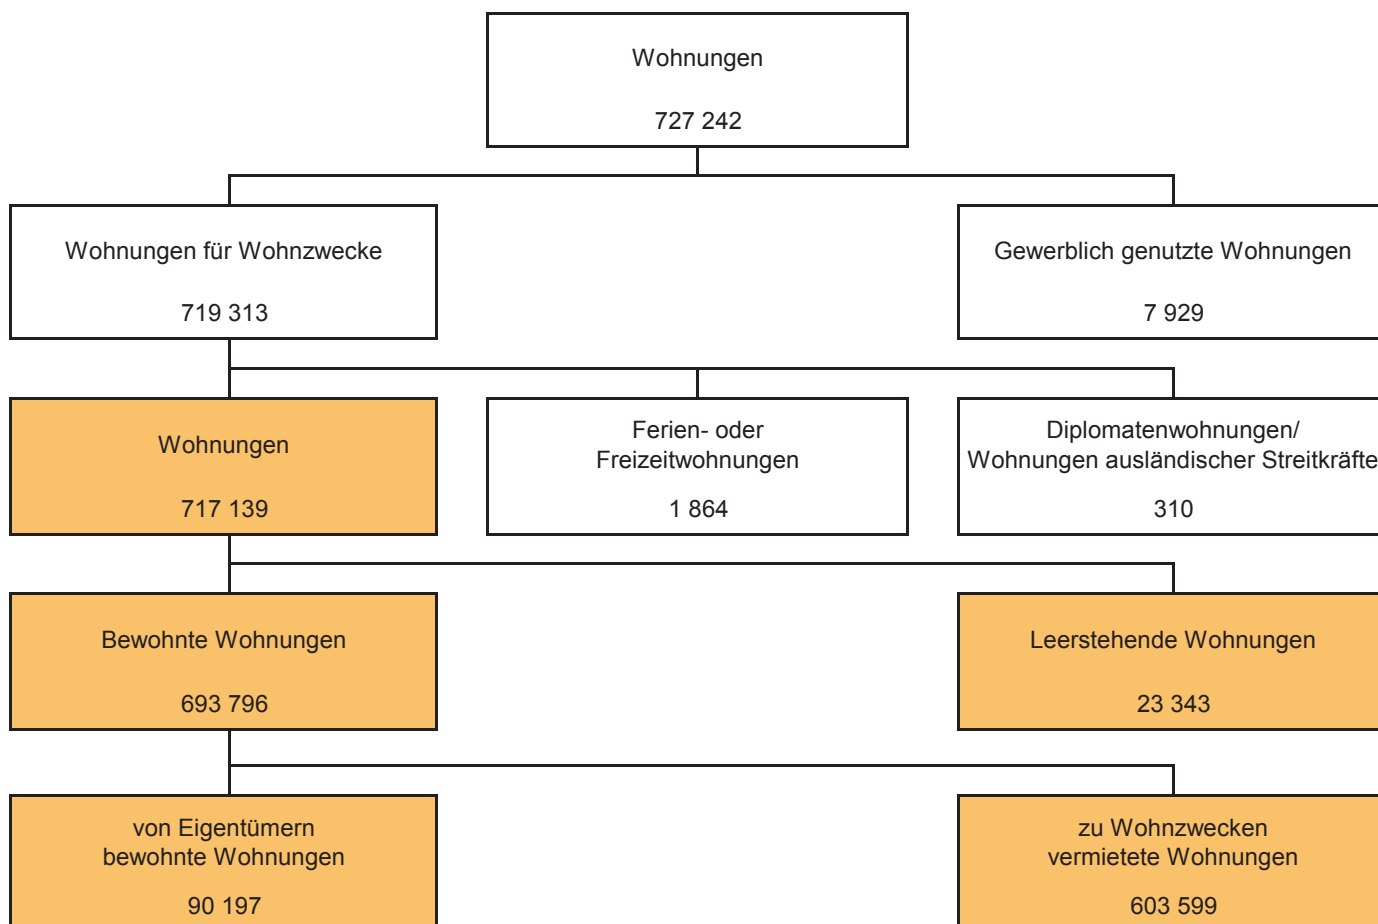 Wohnungen
727 242
Wohnungen für Wohnzwecke
719 313
Gewerblich genutzte Wohnungen
7 929
Wohnungen
717 139
Ferien- oder
Freizeitwohnungen
1 864
Diplomatenwohnungen/
Wohnungen ausländischer Streitkräfte
310
Bewohnte Wohnungen
693 796
Leerstehende Wohnungen
23 343
von Eigentümern
bewohnte Wohnungen
90 197
zu Wohnzwecken
vermietete Wohnungen
603 599